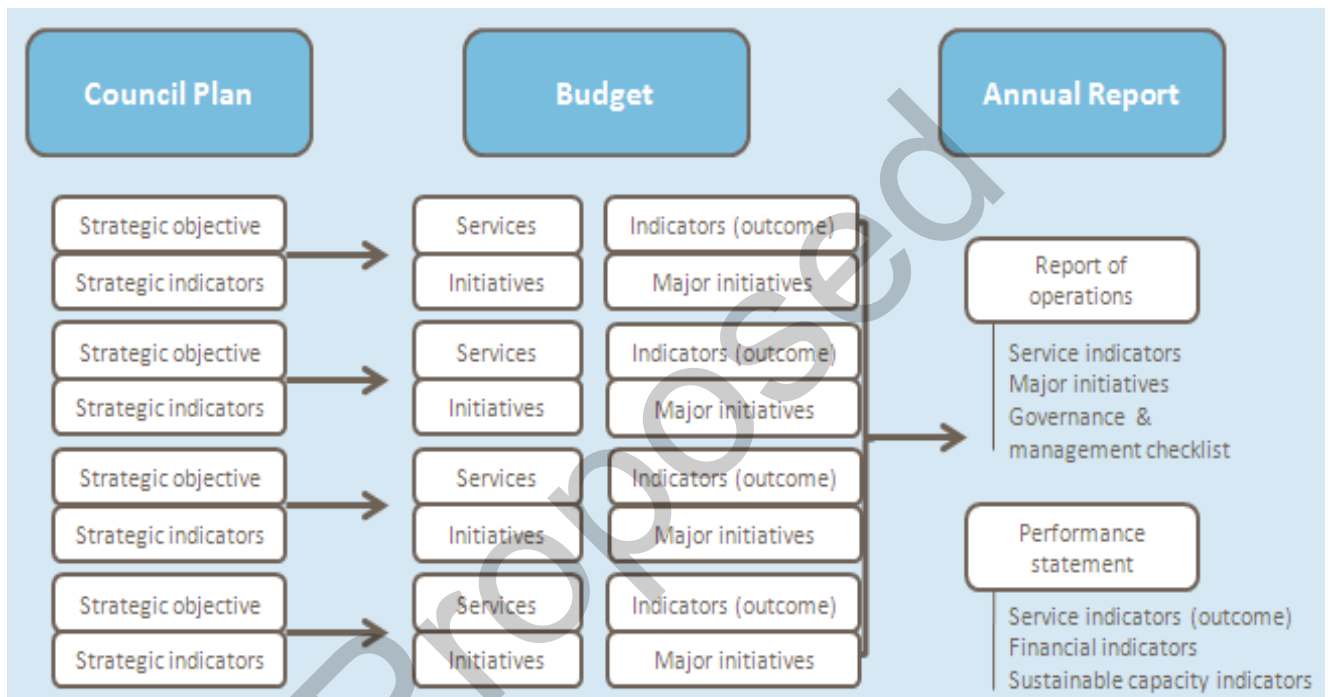 Council Plan
Budget
Annual Report
Strategic objective
Strategic indicators
Services
Initiatives
Indicators (outcome)
Major initiatives
Strategic objective
Strategic indicators
Services
Initiatives
Indicators (outcome)
Major initiatives
Strategic objective
Strategic indicators
Services
Initiatives
Indicators (outcome)
Major initiatives
Strategic objective
Strategic indicators
Services
Initiatives
Indicators (outcome)
Major initiatives
Report of
operations
Service indicators
Major initiatives
Governance &
management checklist
Performance
statement
Service indicators (outcome)
Financial indicators
Sustainable capacity indicators
Proposed